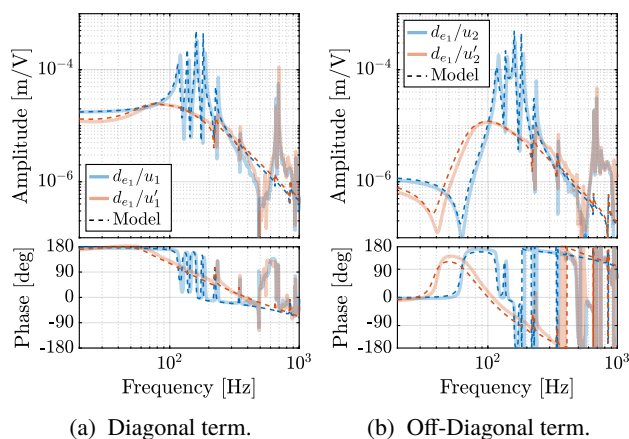 Amplitude [m/V]
10^{-4}
10^{-6}
d_{e_1}/u_1
d_{e_1}/u'_1
Model
Phase [deg]
180
90
0
-90
-180
10^2
10^3
Frequency [Hz]
(a) Diagonal term.
Amplitude [m/V]
10^{-4}
10^{-6}
d_{e_1}/u_2
d_{e_1}/u'_2
Model
Phase [deg]
180
90
0
-90
-180
10^2
10^3
Frequency [Hz]
(b) Off-Diagonal term.